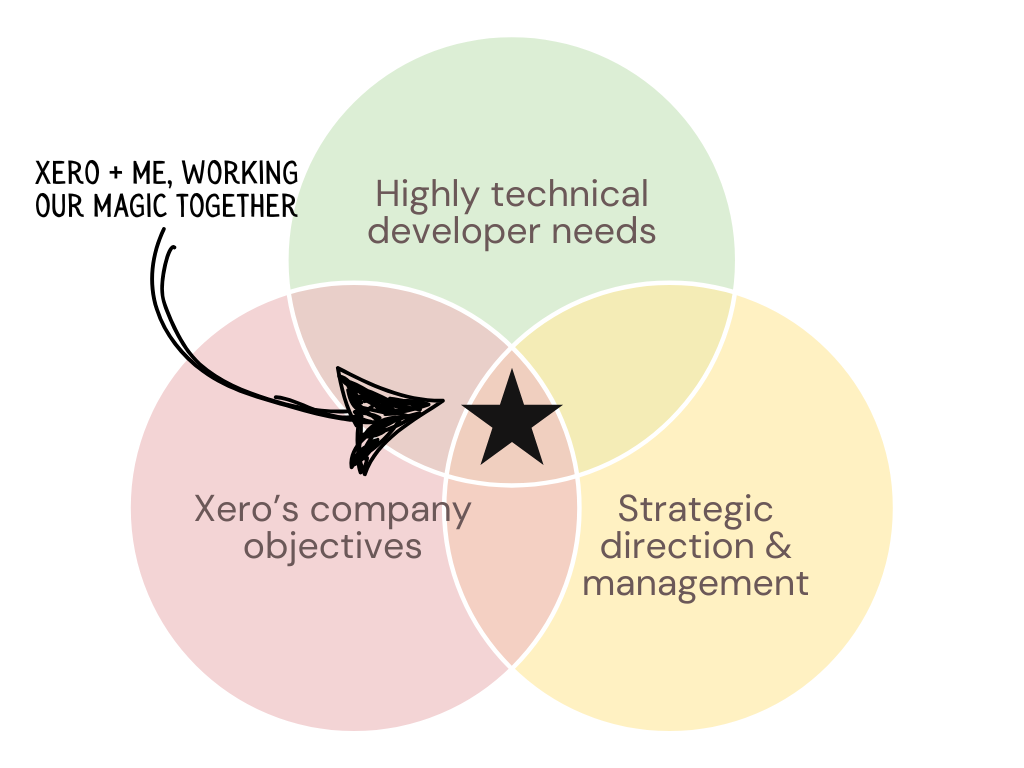 XERO + ME, WORKING
OUR MAGIC TOGETHER
Highly technical
developer needs
Xero’s company
objectives
Strategic
direction &
management